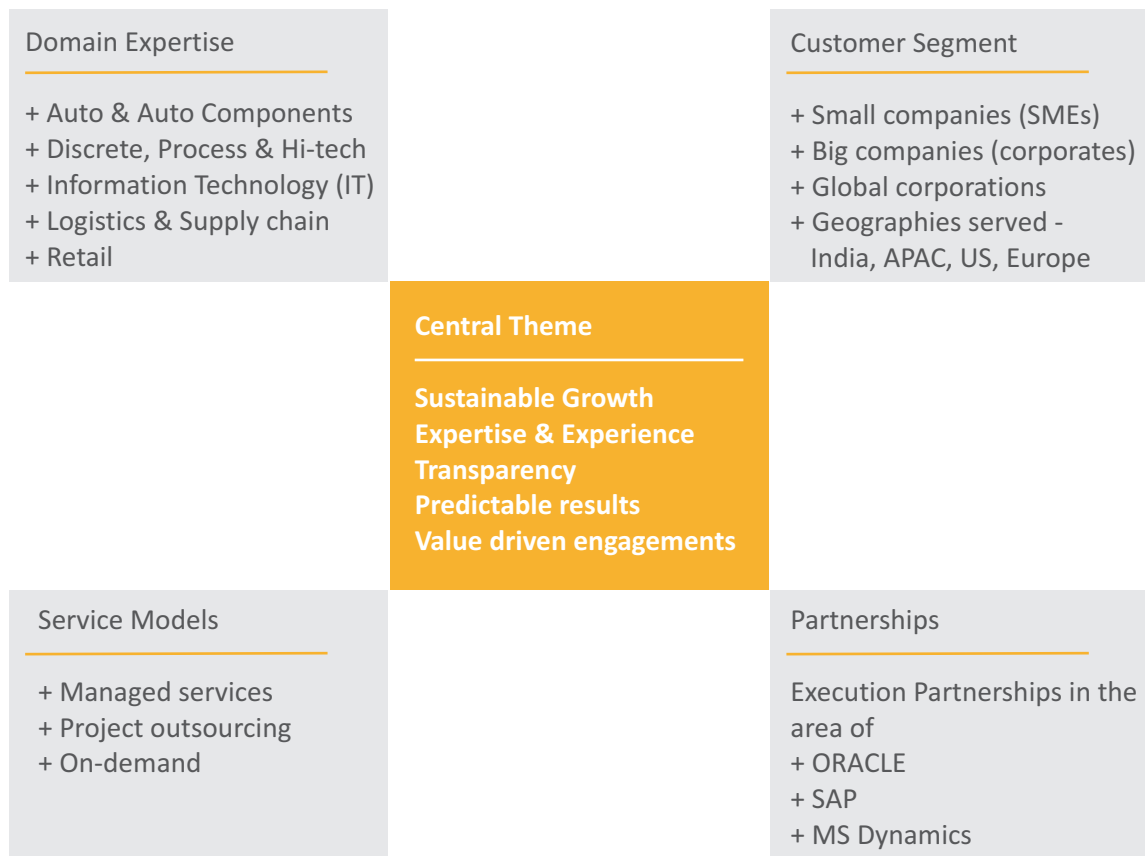 Domain Expertise
+ Auto & Auto Components
+ Discrete, Process & Hi-tech
+ Information Technology (IT)
+ Logistics & Supply chain
+ Retail
Customer Segment
+ Small companies (SMEs)
+ Big companies (corporates)
+ Global corporations
+ Geographies served -
India, APAC, US, Europe
Central Theme
Sustainable Growth
Expertise & Experience
Transparency
Predictable results
Value driven engagements
Service Models
+ Managed services
+ Project outsourcing
+ On-demand
Partnerships
Execution Partnerships in the
area of
+ ORACLE
+ SAP
+ MS Dynamics